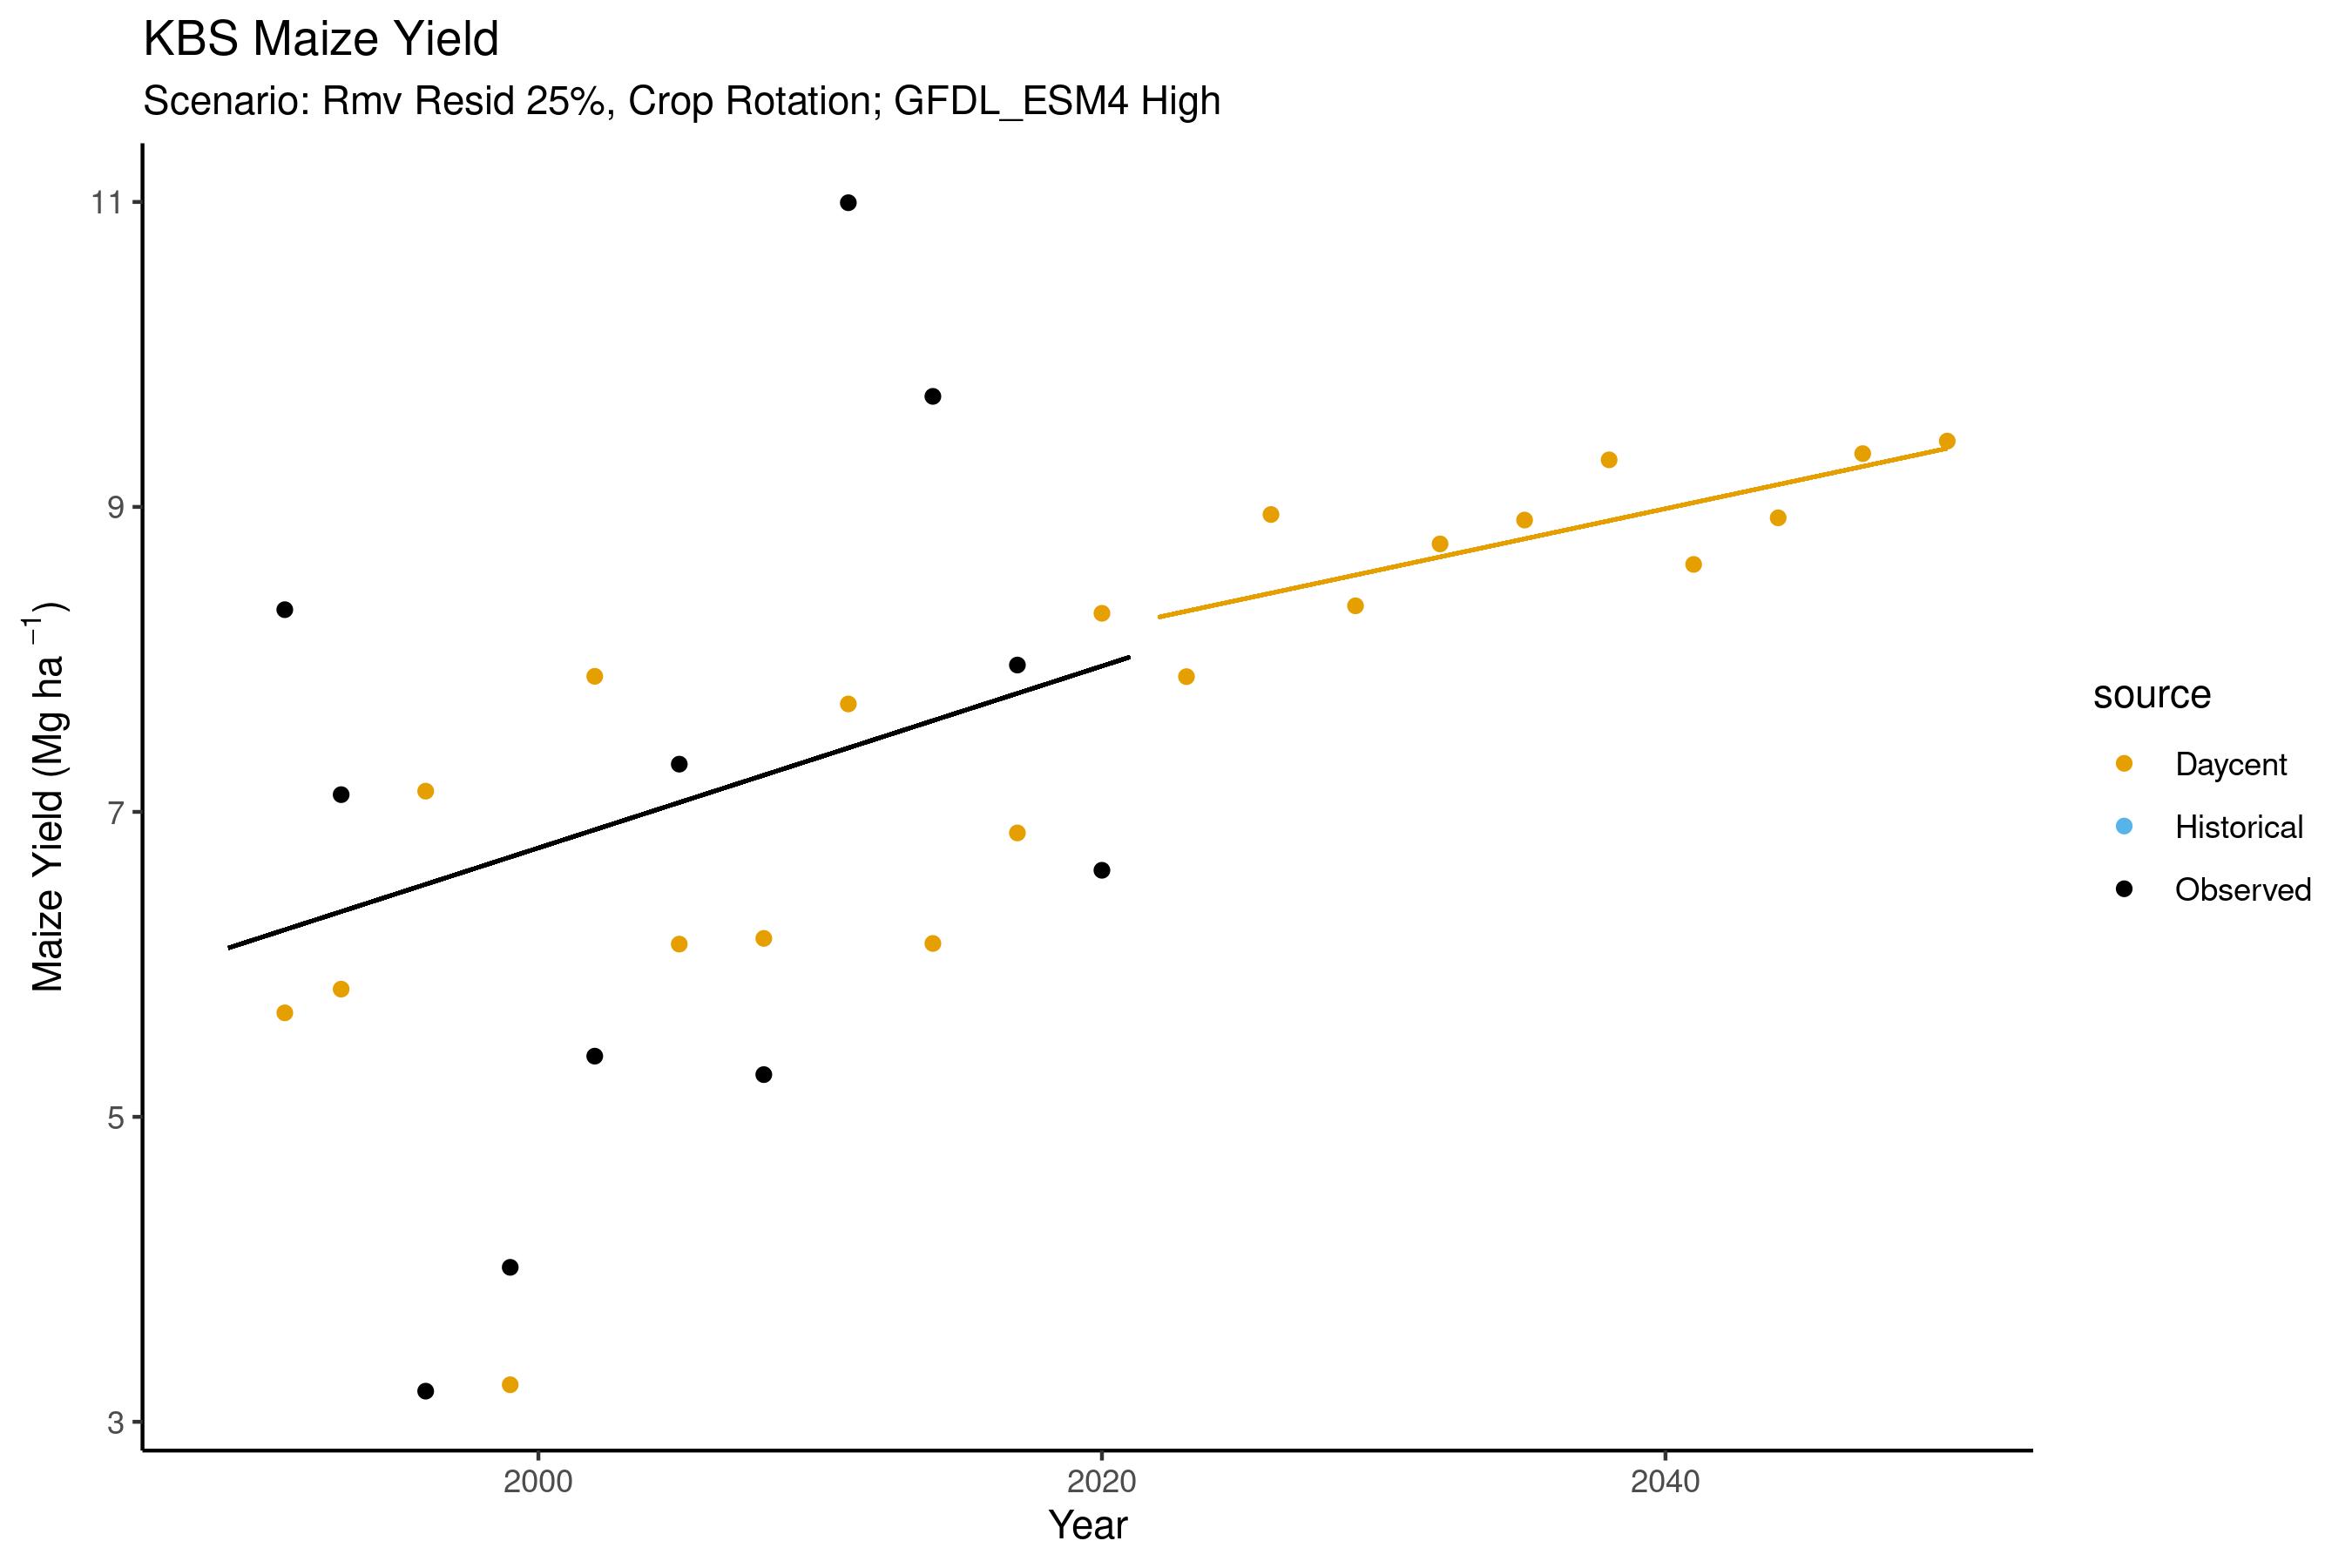 KBS Maize Yield
Scenario: Rmv Resid 25%, Crop Rotation; GFDL_ESM4 High
11
9
7
5
3
Maize Yield (Mg ha⁻¹)
2000
2020
2040
Year
source
Daycent
Historical
Observed